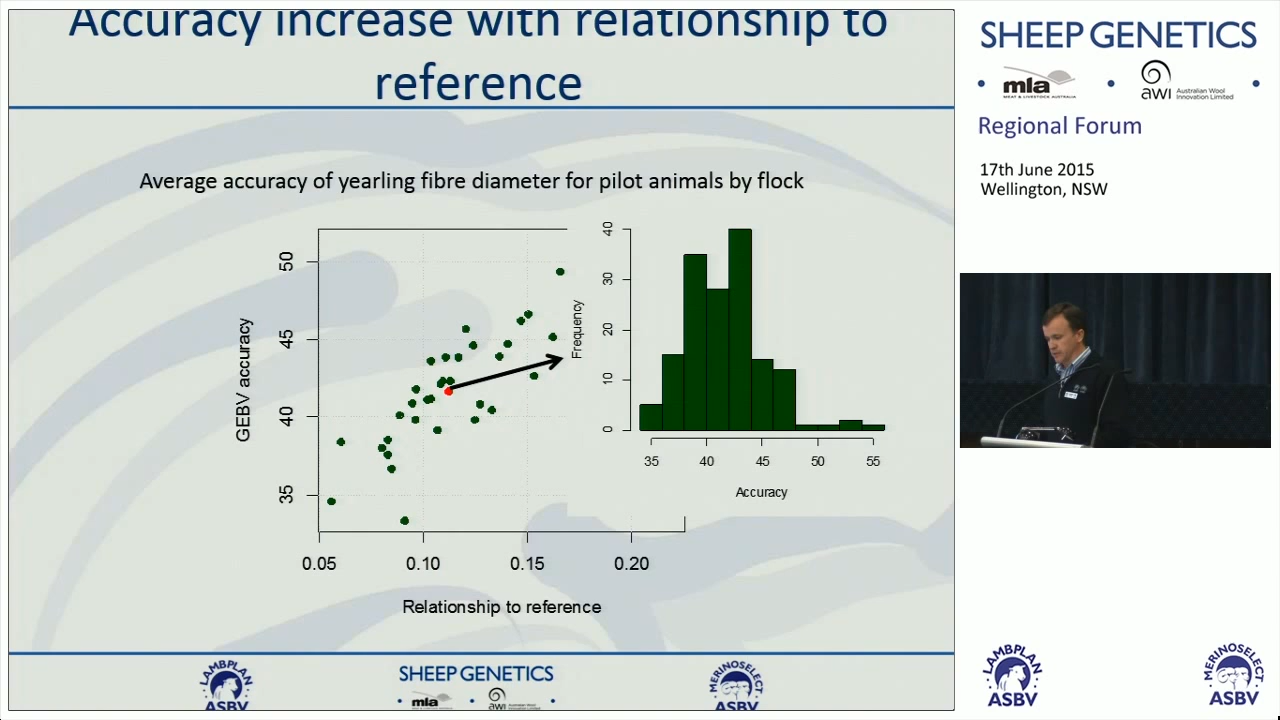 Accuracy increase with relationship to
reference
Average accuracy of yearling fibre diameter for pilot animals by flock
GEBV accuracy
50
45
40
35
0.05
0.10
0.15
0.20
Relationship to reference
Frequency
40
30
20
10
0
35
40
45
50
55
Accuracy
LAMBPLAN
ASBV
SHEEP GENETICS
mla
awi
MERINOSELECT
ASBV
SHEEP GENETICS
mla
MEAT & LIVESTOCK AUSTRALIA
awi
Australian Wool
Innovation Limited
Regional Forum
17th June 2015
Wellington, NSW
LAMBPLAN
ASBV
MERINOSELECT
ASBV